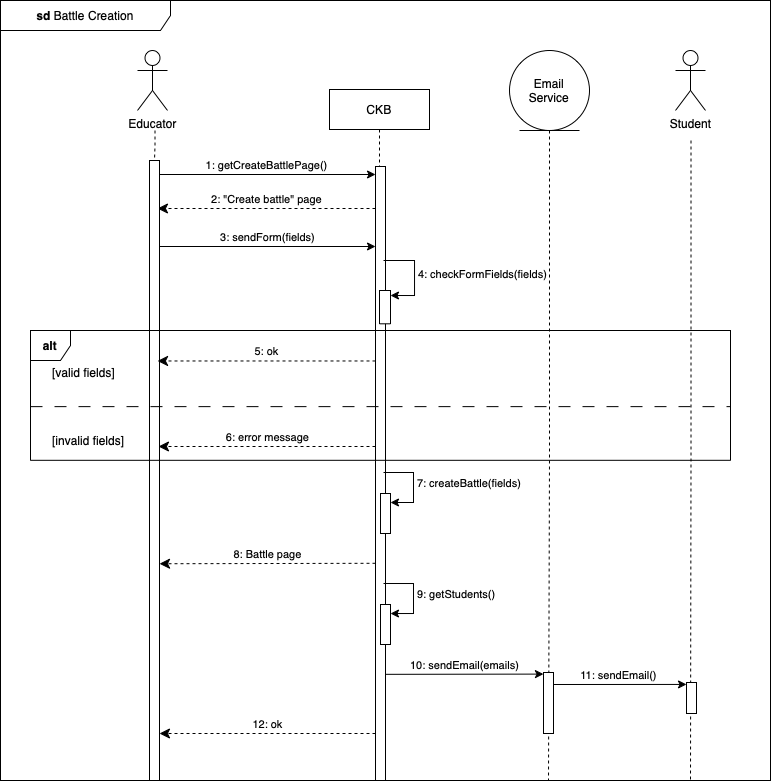 sd Battle Creation
Educator
CKB
Email
Service
Student
1: getCreateBattlePage()
2: "Create battle" page
3: sendForm(fields)
4: checkFormFields(fields)
alt
5: ok
[valid fields]
6: error message
[invalid fields]
7: createBattle(fields)
8: Battle page
9: getStudents()
10: sendEmail(emails)
11: sendEmail()
12: ok